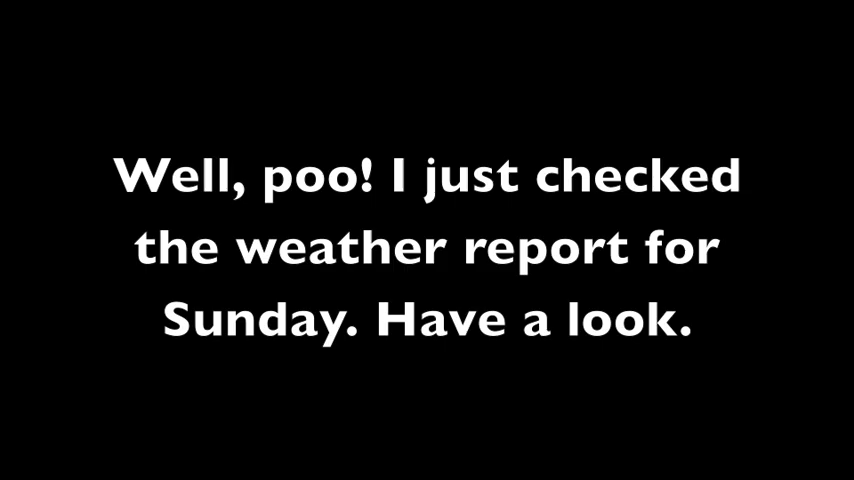 Well, poo! I just checked
the weather report for
Sunday. Have a look.